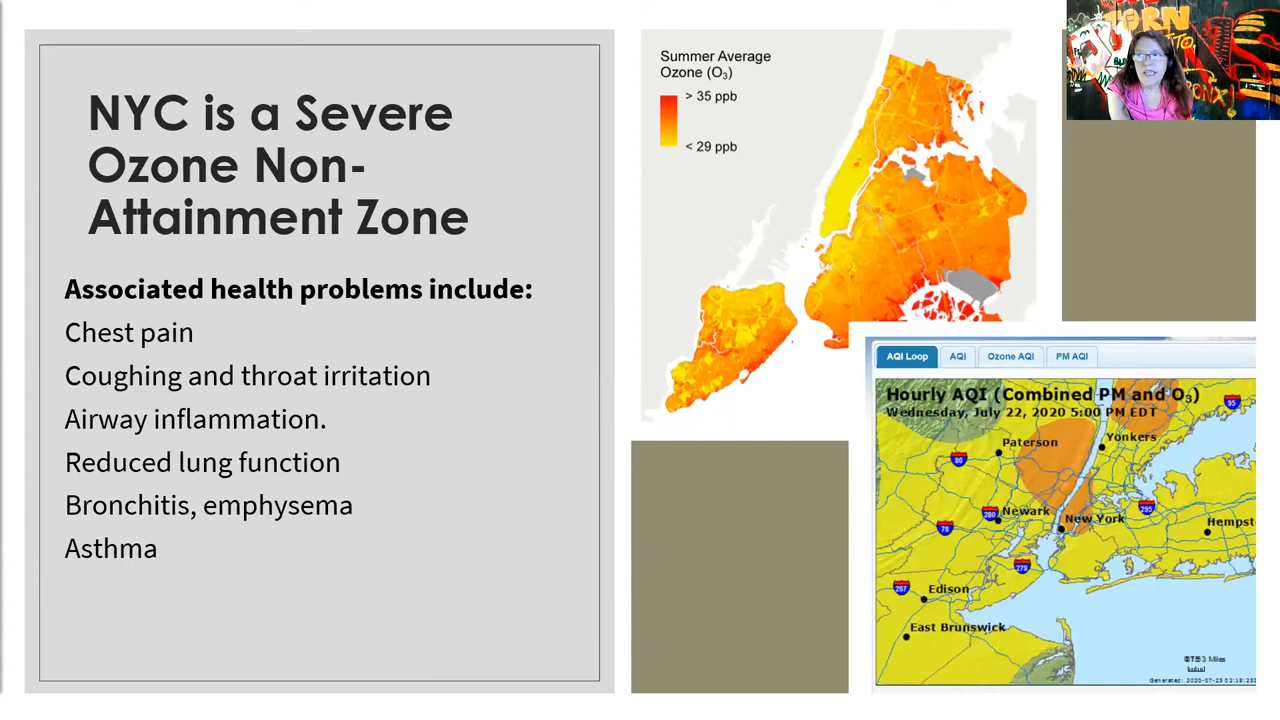 NYC is a Severe
Ozone Non-
Attainment Zone
Associated health problems include:
Chest pain
Coughing and throat irritation
Airway inflammation.
Reduced lung function
Bronchitis, emphysema
Asthma
Summer Average
Ozone (O₃)
> 35 ppb
< 29 ppb
TORN
AQI Loop AQI Ozone AQI PM AQI
Hourly AQI (Combined PM and O₃)
Wednesday, July 22, 2020 5:00 PM EDT
95
Paterson
Yonkers
80
Newark
280
New York
295
78
Hempst
278
287
Edison
East Brunswick
Miles